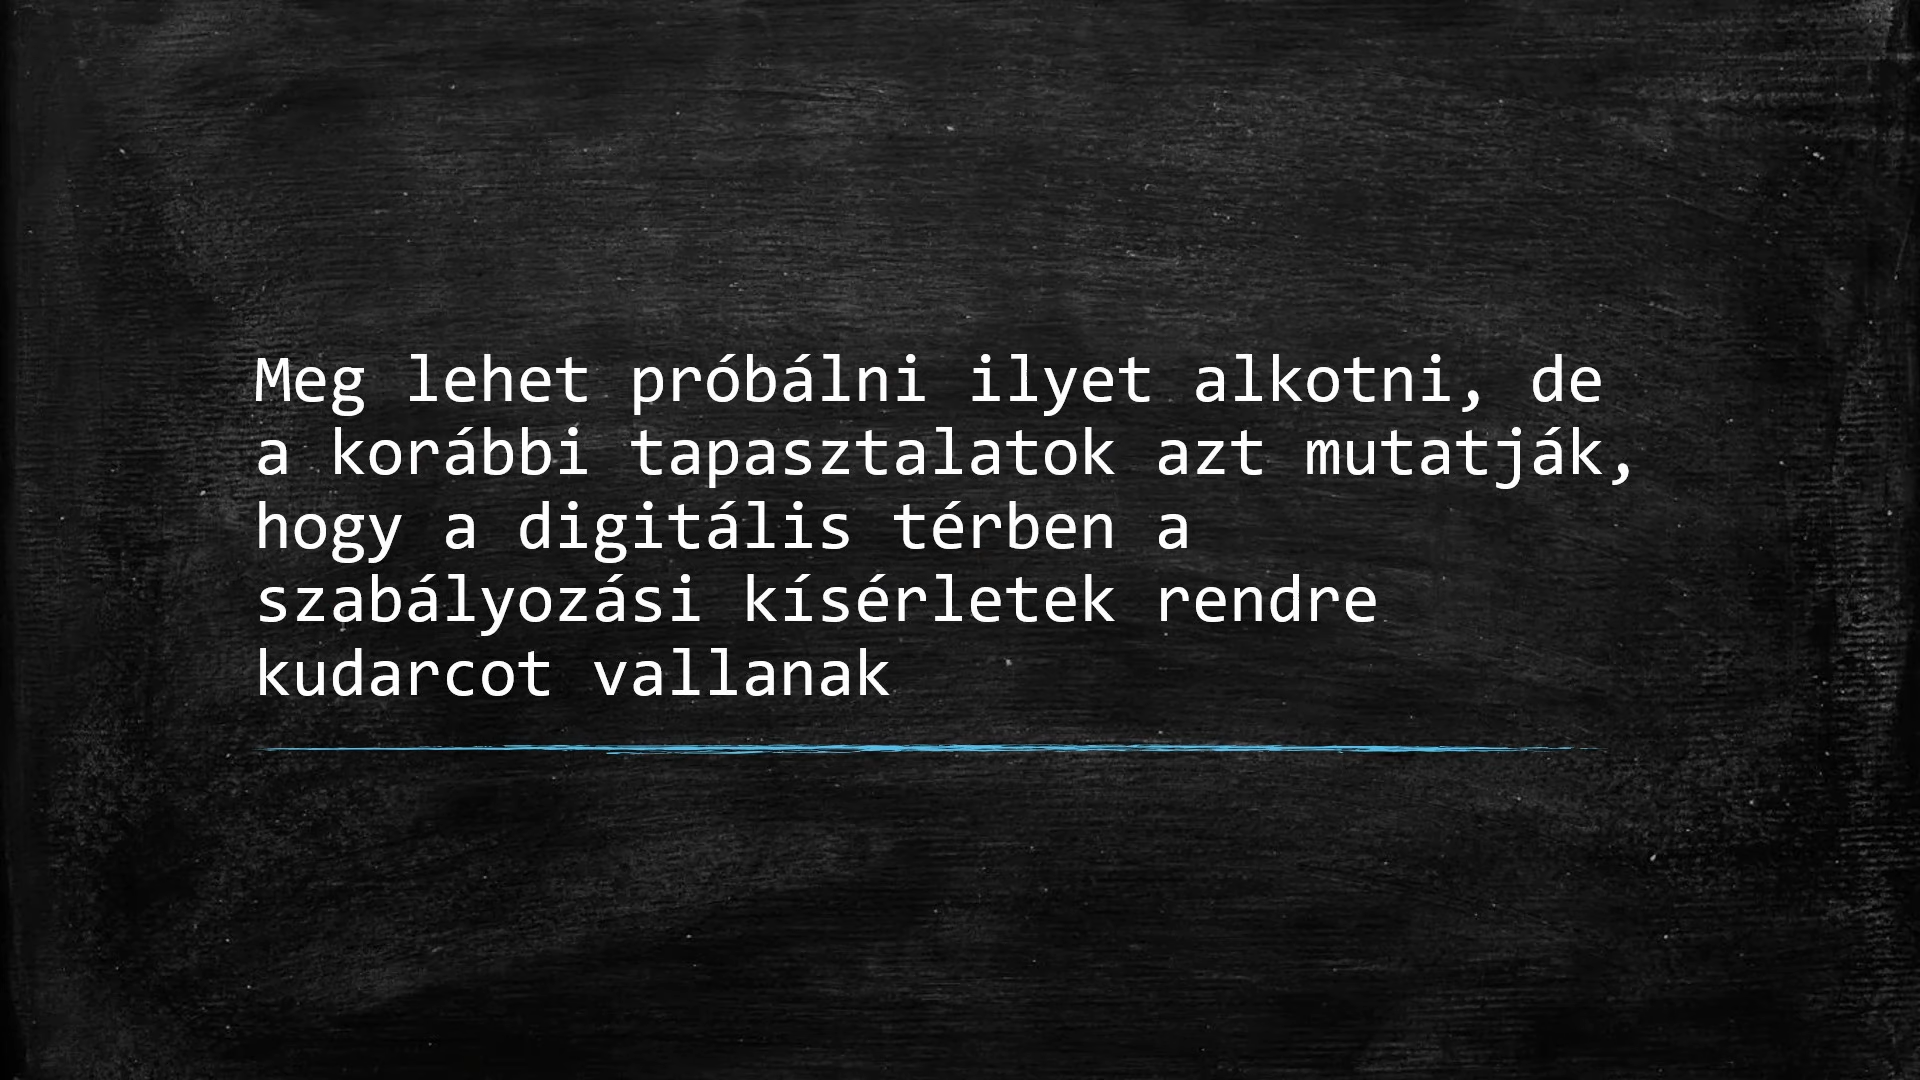 Meg lehet próbálni ilyet alkotni, de
a korábbi tapasztalatok azt mutatják,
hogy a digitális térben a
szabályozási kísérletek rendre
kudarcot vallanak